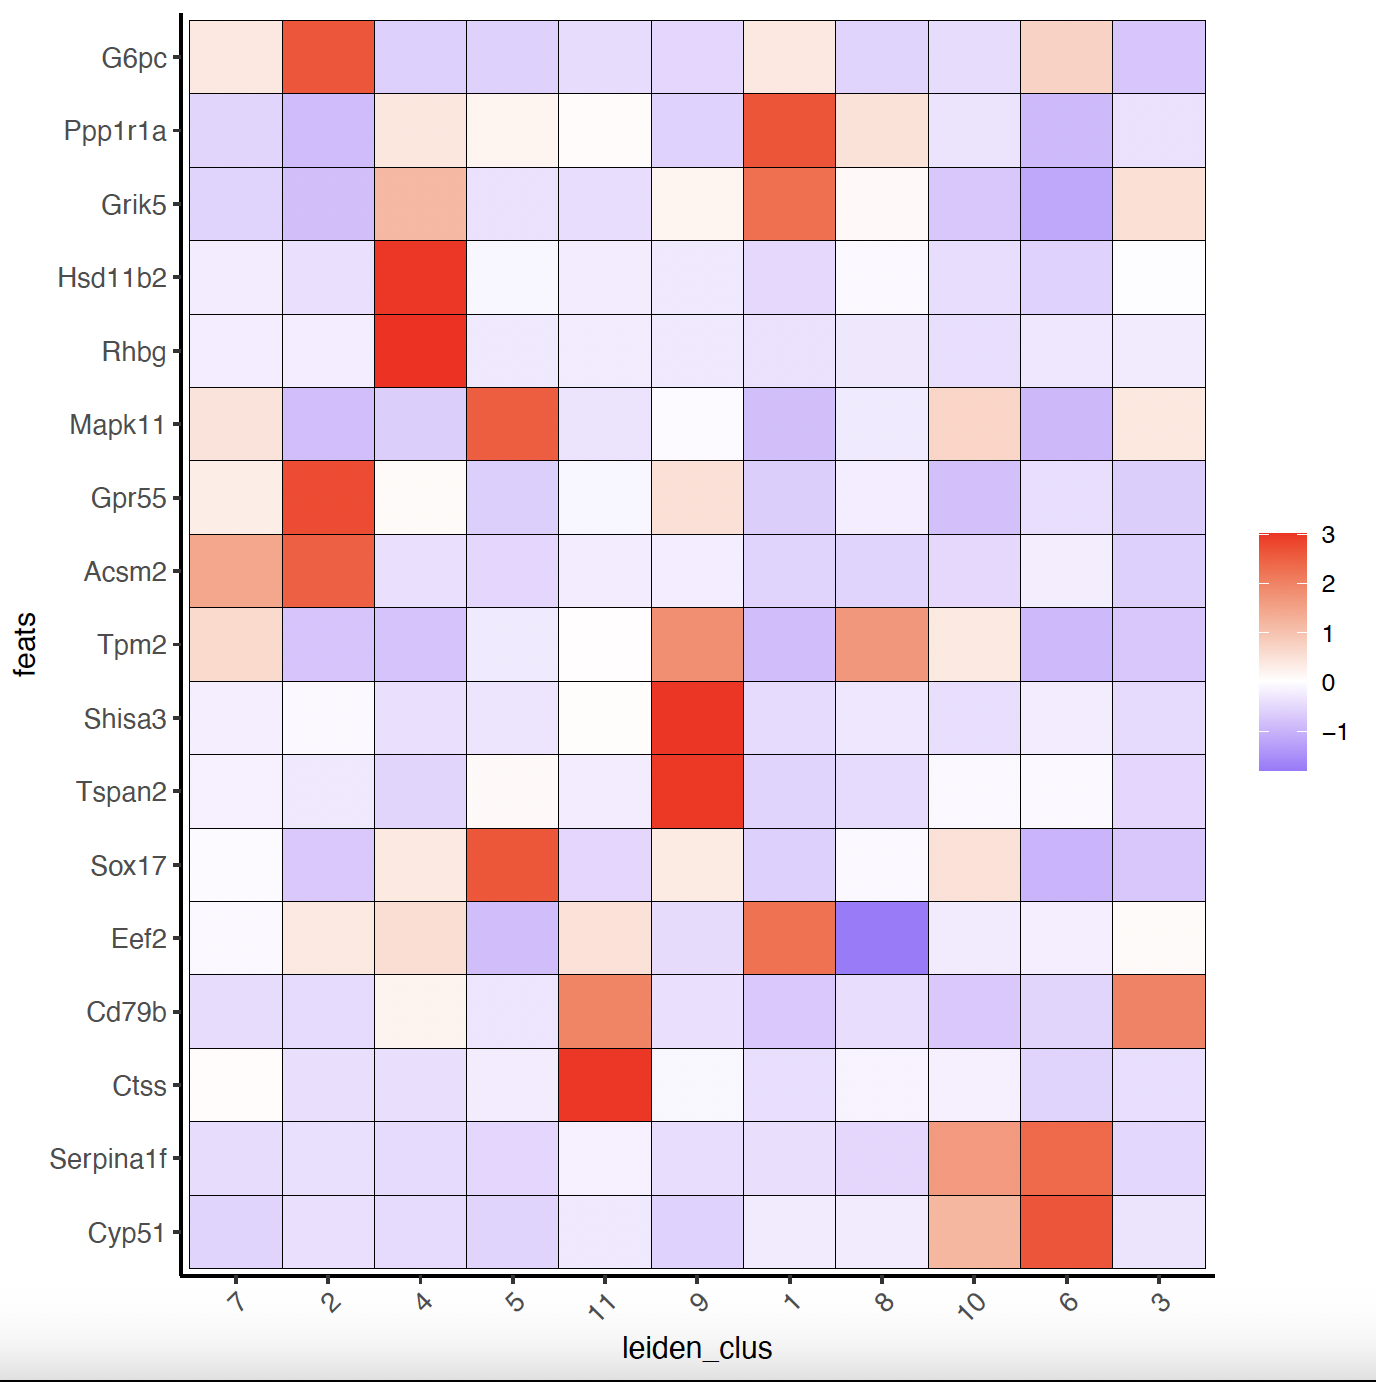 G6pc
Ppp1r1a
Grik5
Hsd11b2
Rhbg
Mapk11
Gpr55
Acsm2
Tpm2
Shisa3
Tspan2
Sox17
Eef2
Cd79b
Ctss
Serpina1f
Cyp51
feats
7 2 4 5 11 9 1 8 10 6 3
leiden_clus
3
2
1
0
−1